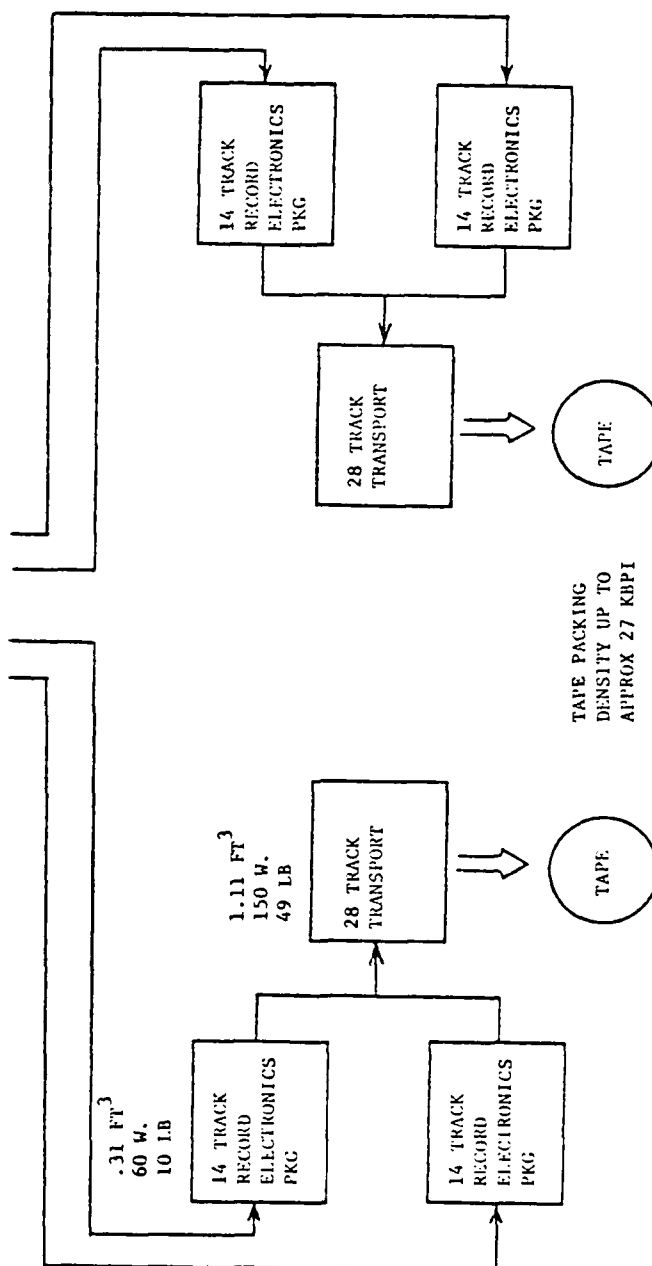 .31 FT3
60 W.
10 LB
14 TRACK
RECORD
ELECTRONICS
PKG
14 TRACK
RECORD
ELECTRONICS
PKG
1.11 FT3
150 W.
49 LB
28 TRACK
TRANSPORT
TAPE
TAPE PACKING
DENSITY UP TO
APPROX 27 KBPI
28 TRACK
TRANSPORT
TAPE
14 TRACK
RECORD
ELECTRONICS
PKG
14 TRACK
RECORD
ELECTRONICS
PKG